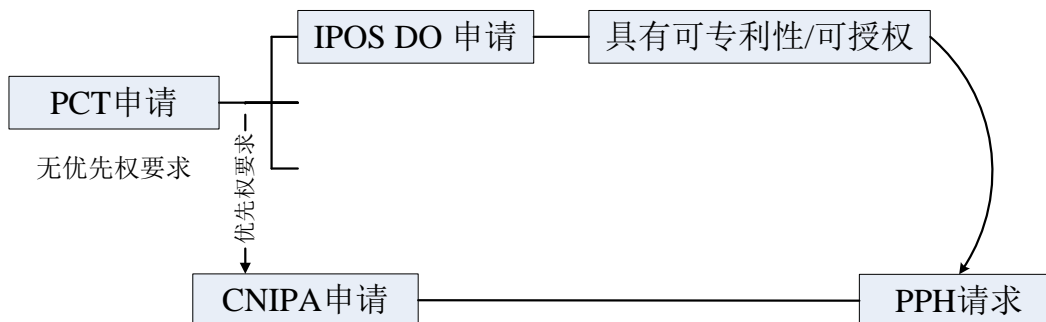 IPOS DO 申请
具有可专利性/可授权
PCT申请
无优先权要求
优先权要求
CNIPA申请
PPH请求